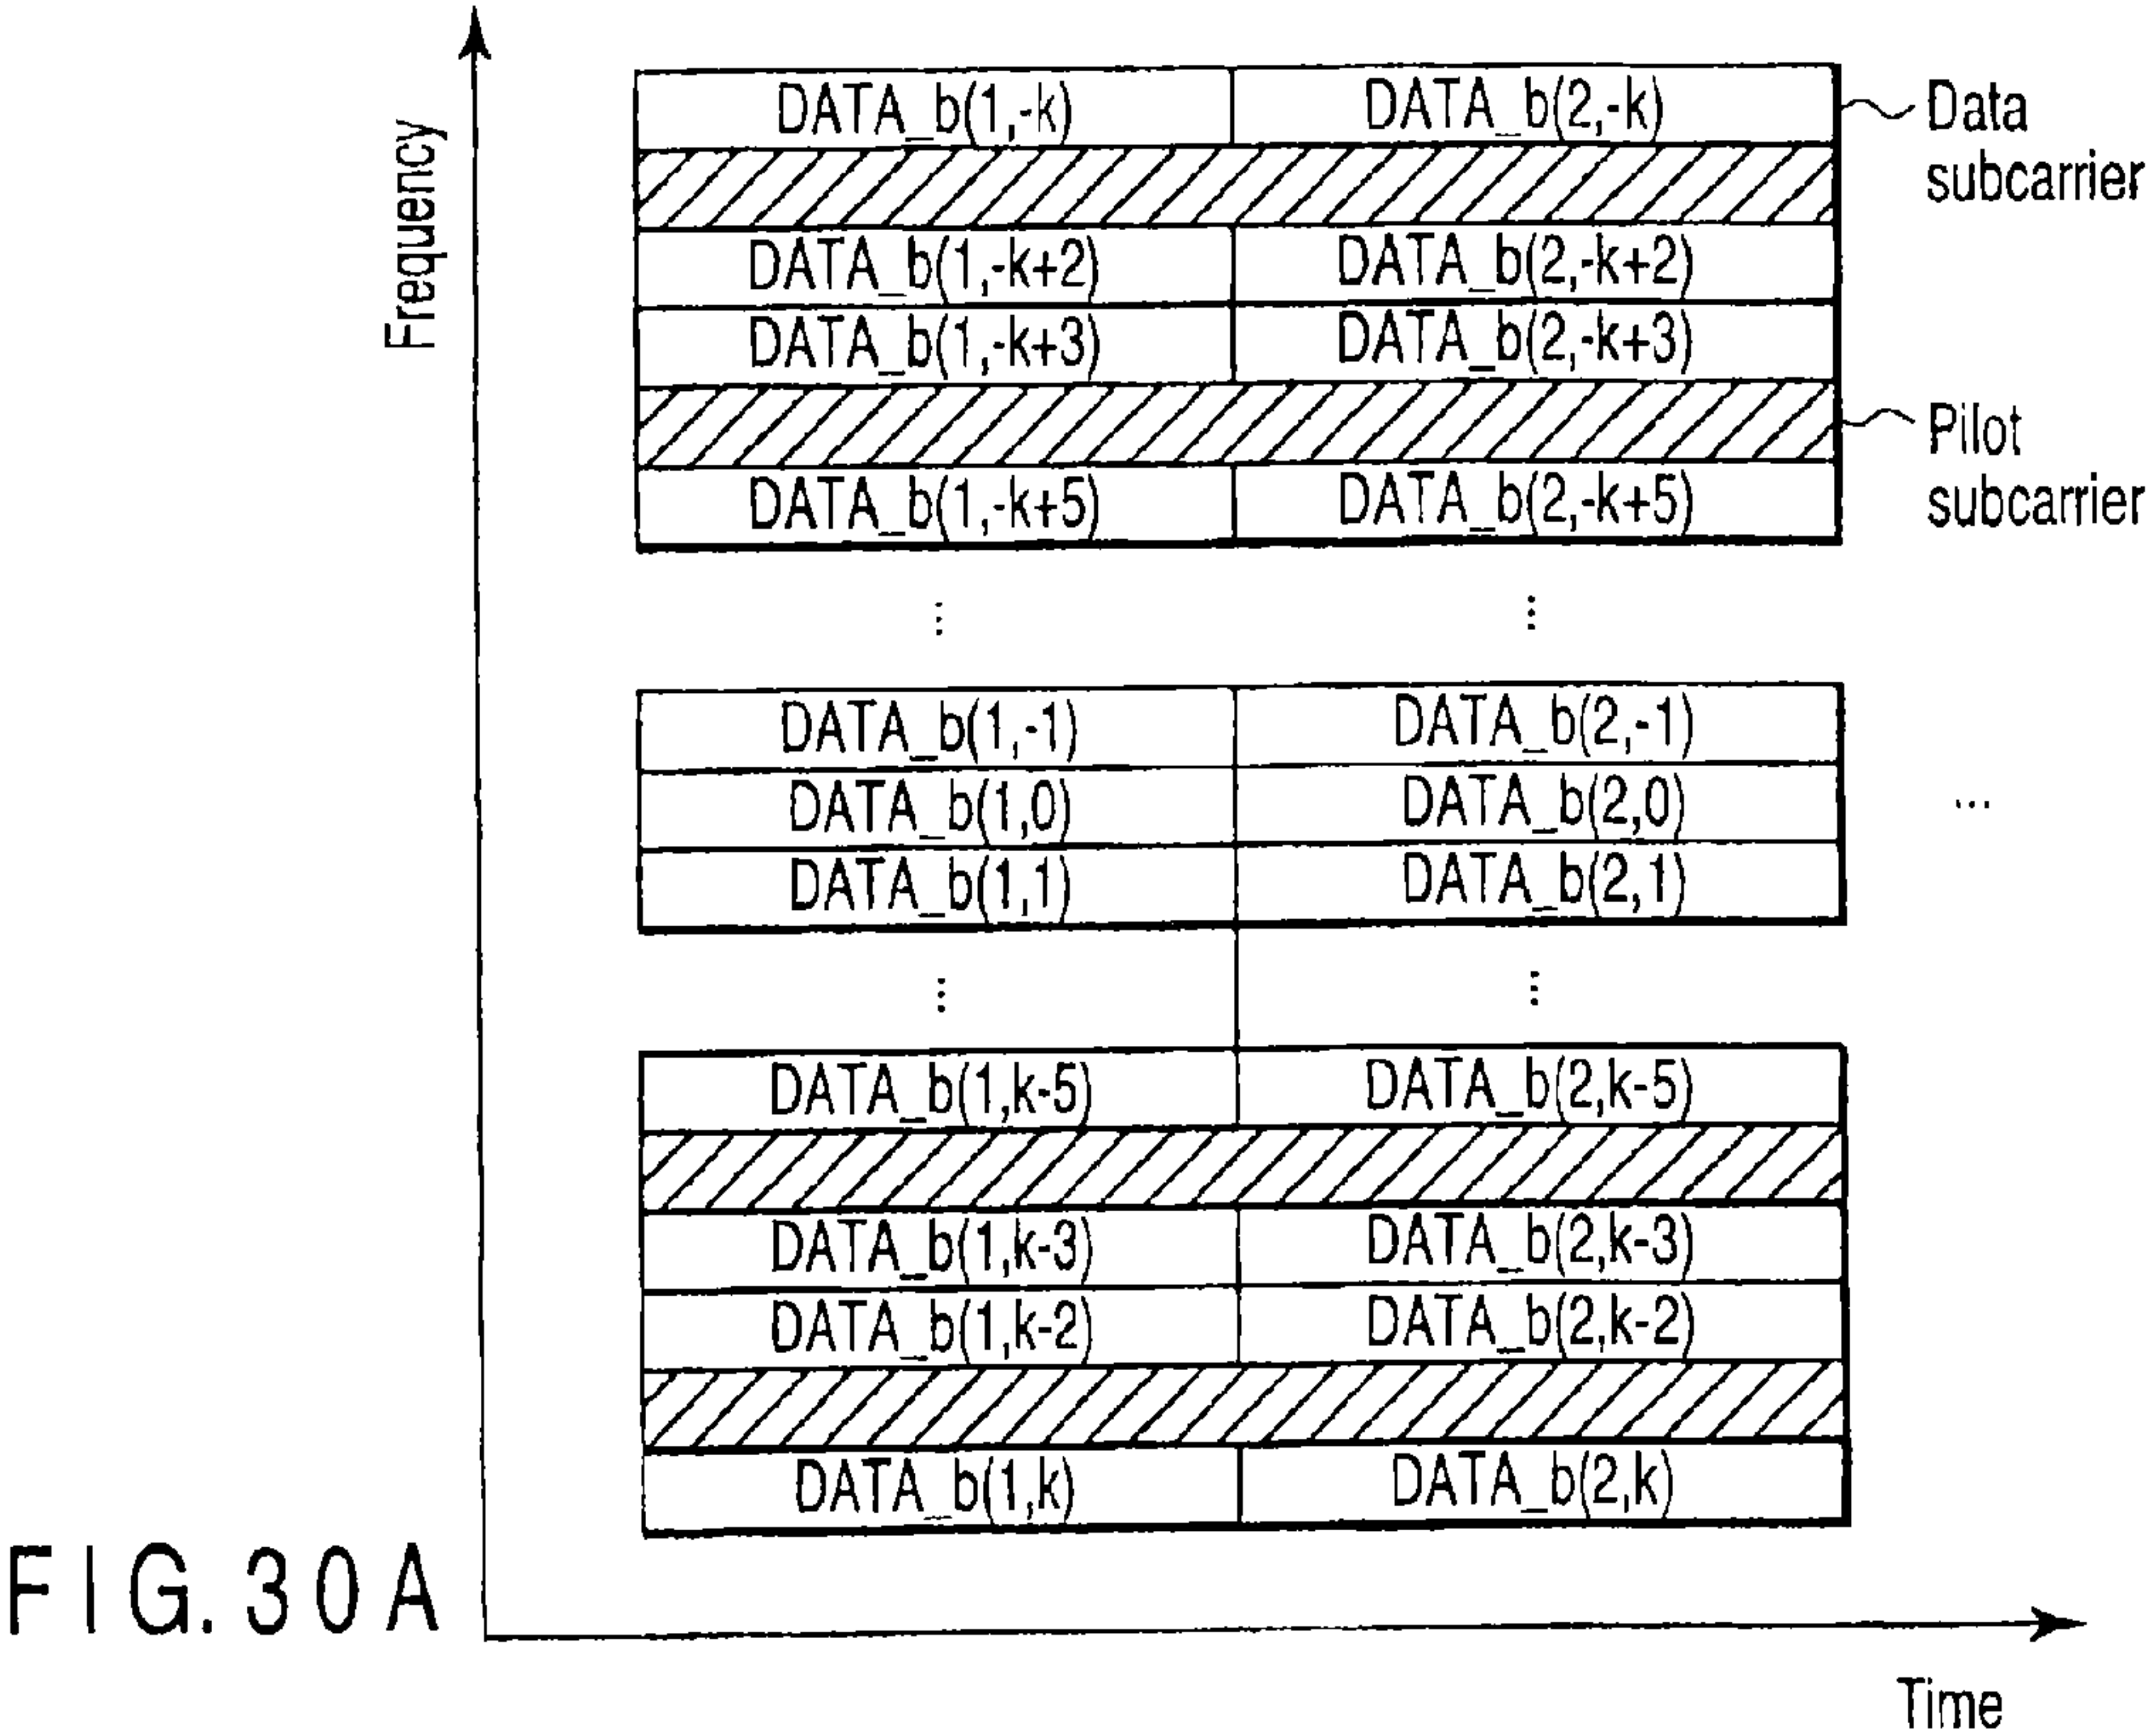 Frequency
DATA_b(1,-k) DATA_b(2,-k)
Data
subcarrier
DATA_b(1,-k+2) DATA_b(2,-k+2)
DATA_b(1,-k+3) DATA_b(2,-k+3)
Pilot
subcarrier
DATA_b(1,-k+5) DATA_b(2,-k+5)
... ...
DATA_b(1,-1) DATA_b(2,-1)
DATA_b(1,0) DATA_b(2,0) ...
DATA_b(1,1) DATA_b(2,1)
... ...
DATA_b(1,k-5) DATA_b(2,k-5)
DATA_b(1,k-3) DATA_b(2,k-3)
DATA_b(1,k-2) DATA_b(2,k-2)
DATA_b(1,k) DATA_b(2,k)
FIG. 30A
Time